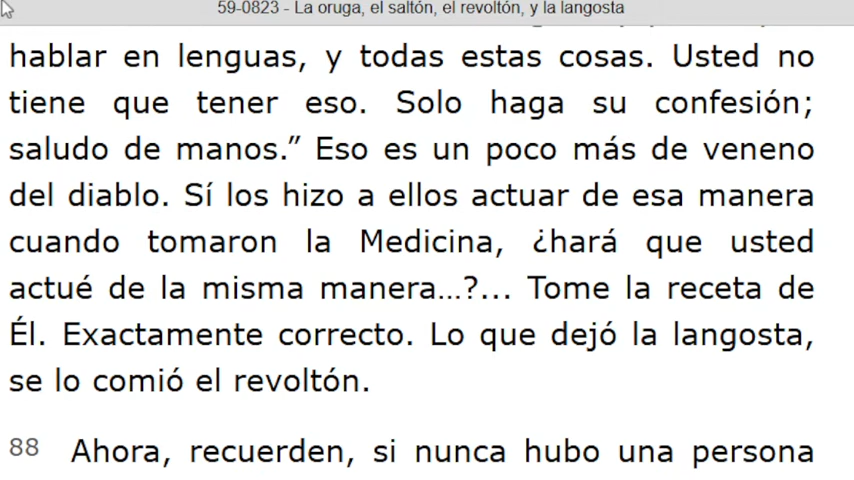 59-0823 - La oruga, el saltón, el revoltón, y la langosta
hablar en lenguas, y todas estas cosas. Usted no
tiene que tener eso. Solo haga su confesión;
saludo de manos.” Eso es un poco más de veneno
del diablo. Sí los hizo a ellos actuar de esa manera
cuando tomaron la Medicina, ¿hará que usted
actué de la misma manera...?... Tome la receta de
Él. Exactamente correcto. Lo que dejó la langosta,
se lo comió el revoltón.
88 Ahora, recuerden, si nunca hubo una persona